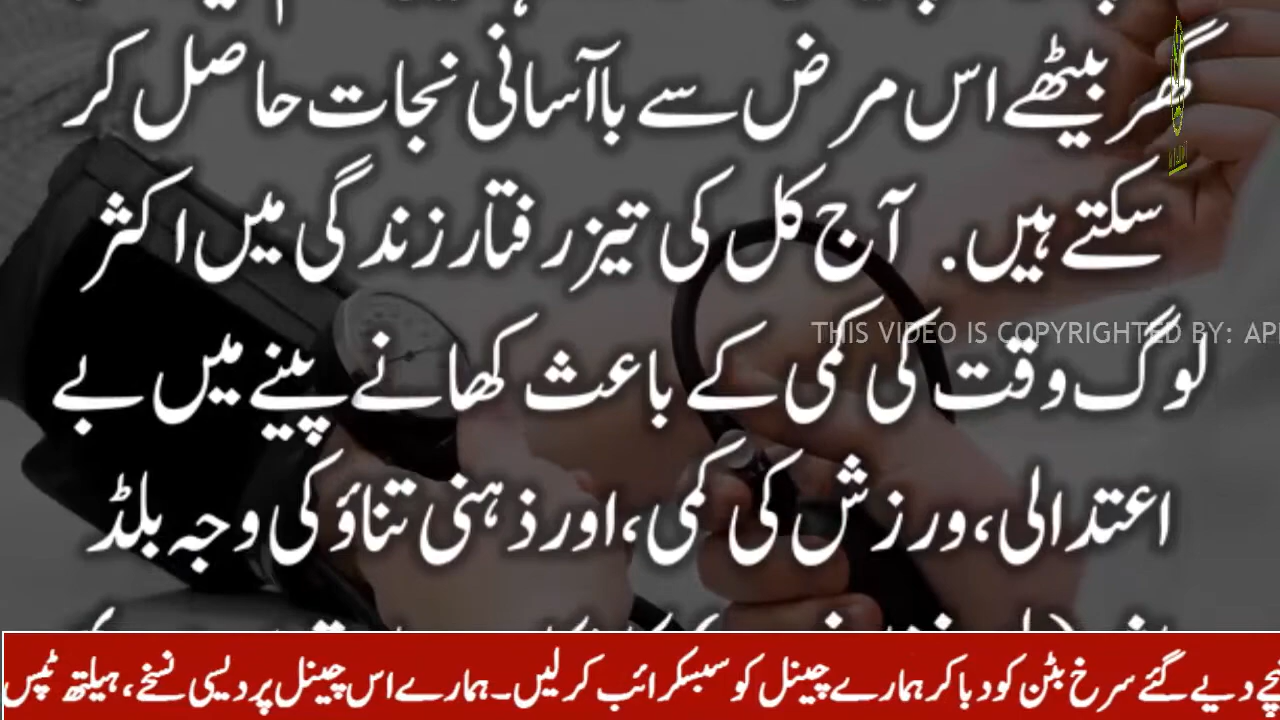 گھر بیٹھے اس مرض سے باآسانی نجات حاصل کر
سکتے ہیں. آج کل کی تیز رفتار زندگی میں اکثر
THIS VIDEO IS COPYRIGHTED BY: AP
لوگ وقت کی کمی کے باعث کھانے پینے میں بے
اعتدالی، ورزش کی کمی، اور ذہنی تناؤ کی وجہ بلڈ
دیے گئے سرخ بٹن کو دبا کر ہمارے چینل کو سبسکرائب کر لیں۔ ہمارے اس چینل پر دیسی نسخے، ہیلتھ ٹپس